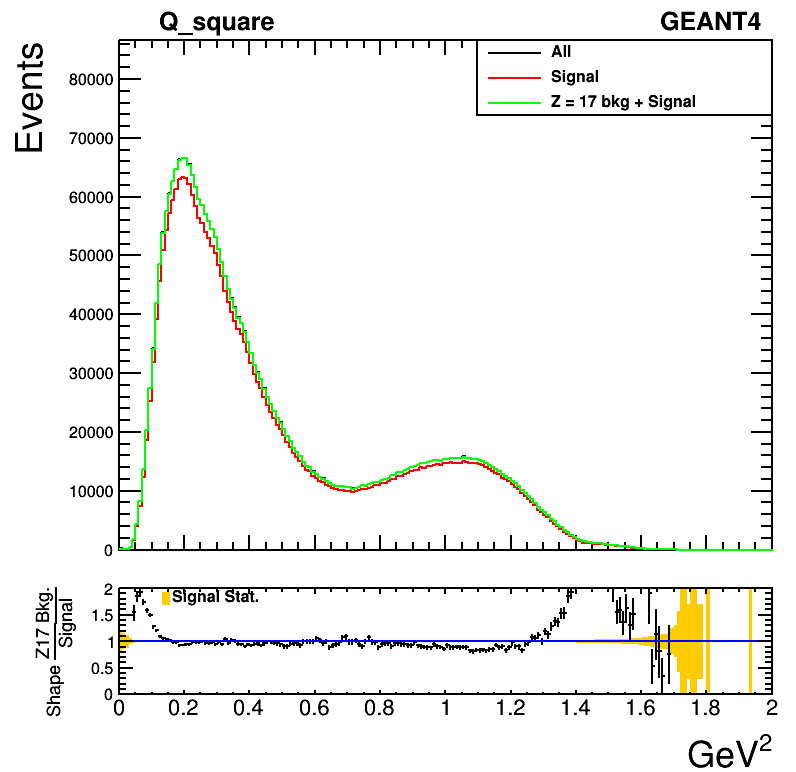 Q_square GEANT4
Events
All
Signal
Z = 17 bkg + Signal
80000
70000
60000
50000
40000
30000
20000
10000
0
Shape Z17 Bkg. / Signal
Signal Stat.
2
1.5
1
0.5
0
0 0.2 0.4 0.6 0.8 1 1.2 1.4 1.6 1.8 2
GeV²